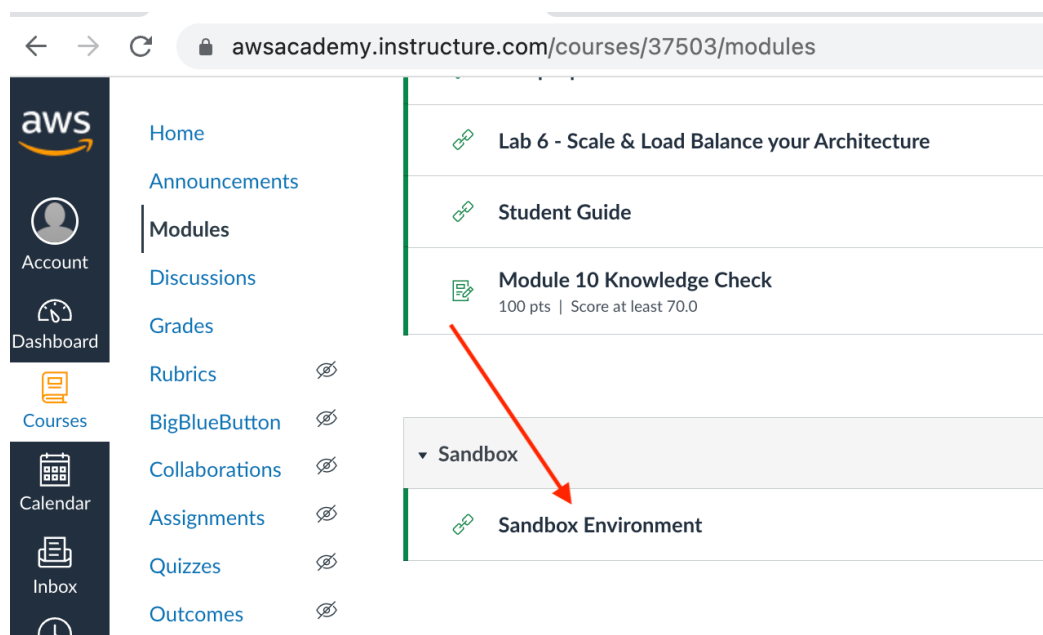 awsacademy.instructure.com/courses/37503/modules
aws
Account
Dashboard
Courses
Calendar
Inbox
Home
Announcements
Modules
Discussions
Grades
Rubrics
BigBlueButton
Collaborations
Assignments
Quizzes
Outcomes
Lab 6 - Scale & Load Balance your Architecture
Student Guide
Module 10 Knowledge Check
100 pts | Score at least 70.0
Sandbox
Sandbox Environment